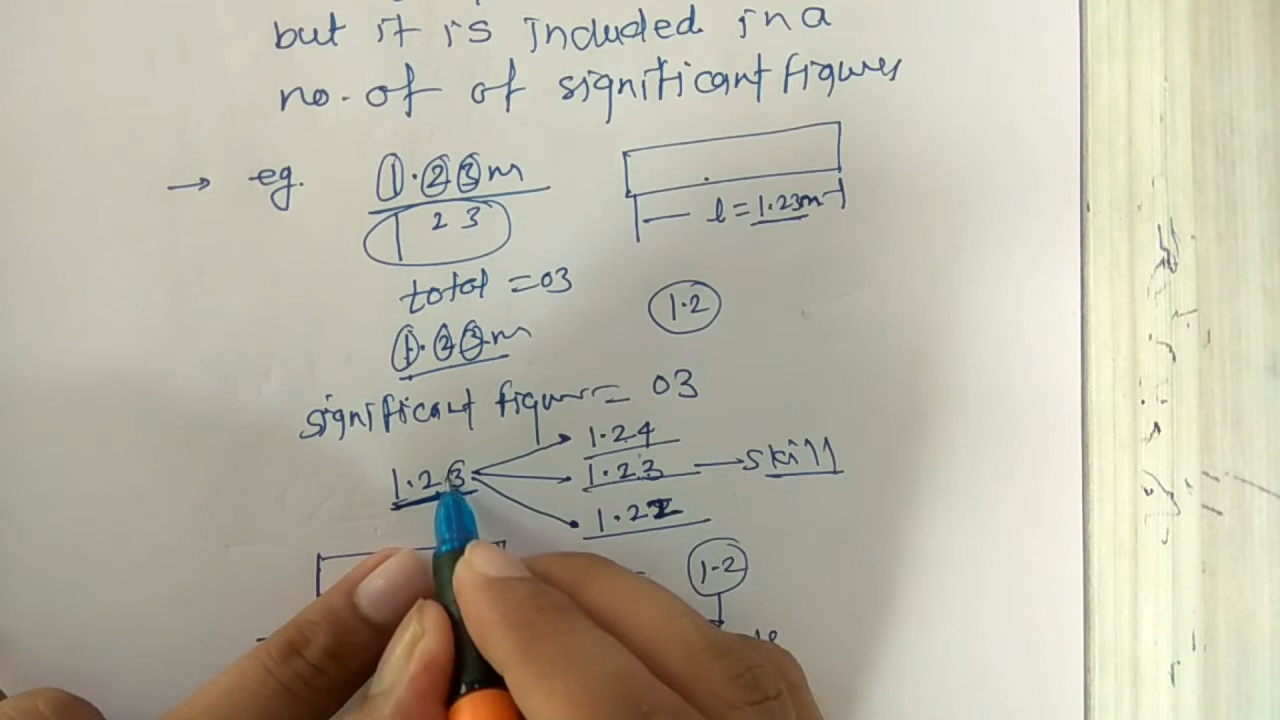 but it is included in a
no. of of significant figures
→ eg. 1.23m
1 2 3
l = 1.23m
total = 03
1.2
1.23m
significant figure = 03
1.24
1.23 1.23 → skill
1.22
1.2